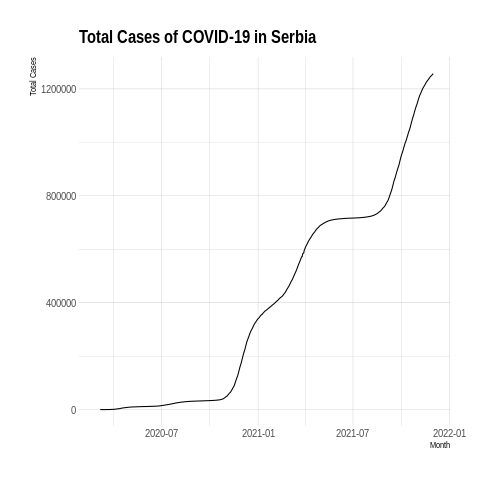 Total Cases of COVID-19 in Serbia
Total Cases
1200000
800000
400000
0
2020-07 2021-01 2021-07 2022-01
Month